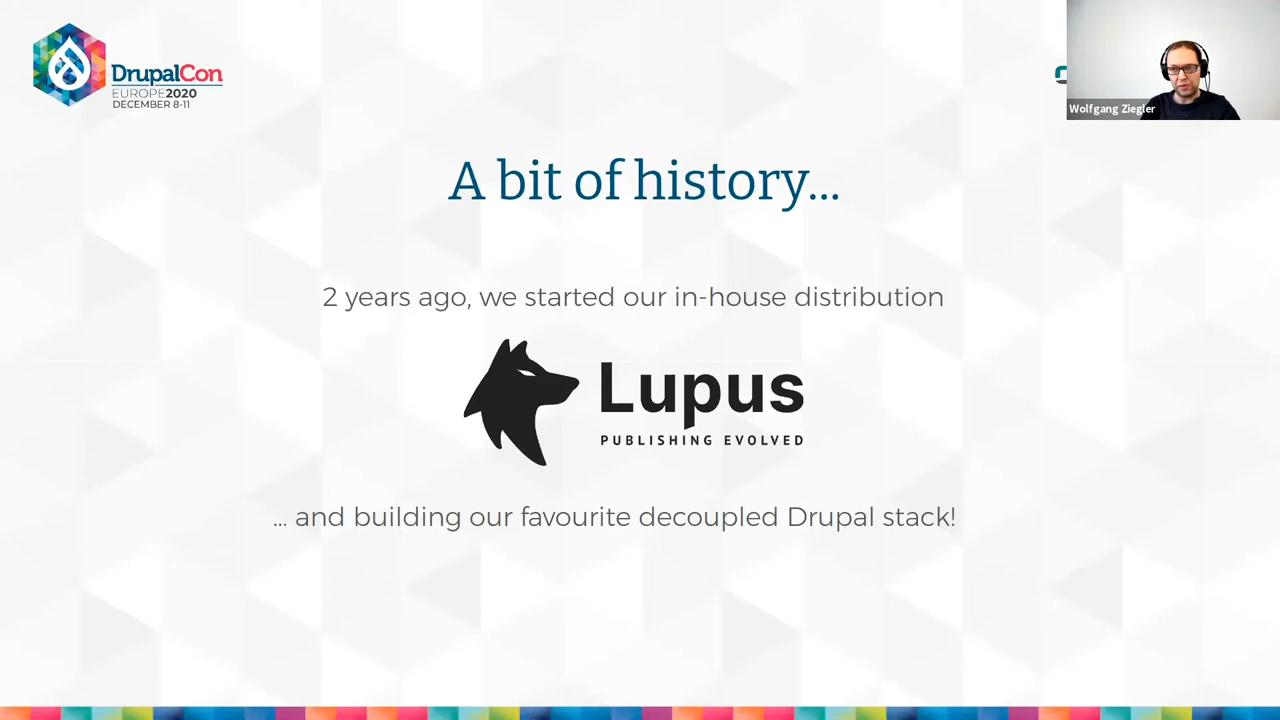 DrupalCon
EUROPE2020
DECEMBER 8-11
Wolfgang Ziegler
A bit of history...
2 years ago, we started our in-house distribution
Lupus
PUBLISHING EVOLVED
... and building our favourite decoupled Drupal stack!